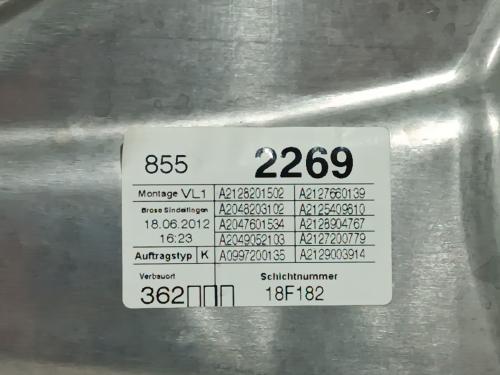 855 2269
Montage VL1 A2128201502 A2127660139
Brose Sindelfingen A2048203102 A2125409810
18.06.2012 A2047601534 A2128904767
16:23 A2049052103 A2127200779
Auftragstyp K A0997200135 A2129003914
Verbauort Schichtnummer
362 18F182